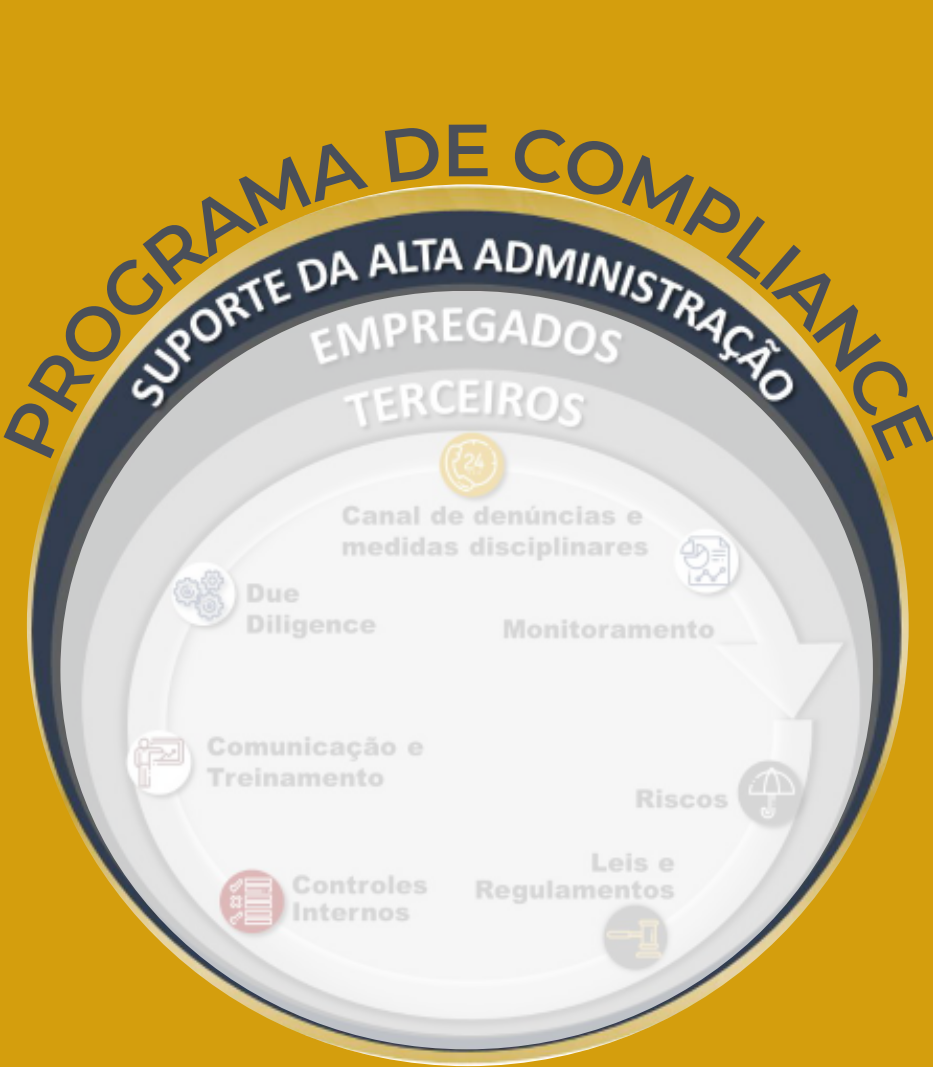 PROGRAMA DE COMPLIANCE
SUPORTE DA ALTA ADMINISTRAÇÃO
EMPREGADOS
TERCEIROS
24
Canal de denúncias e
medidas disciplinares
Due
Diligence
Monitoramento
Comunicação e
Treinamento
Riscos
Leis e
Regulamentos
Controles
Internos